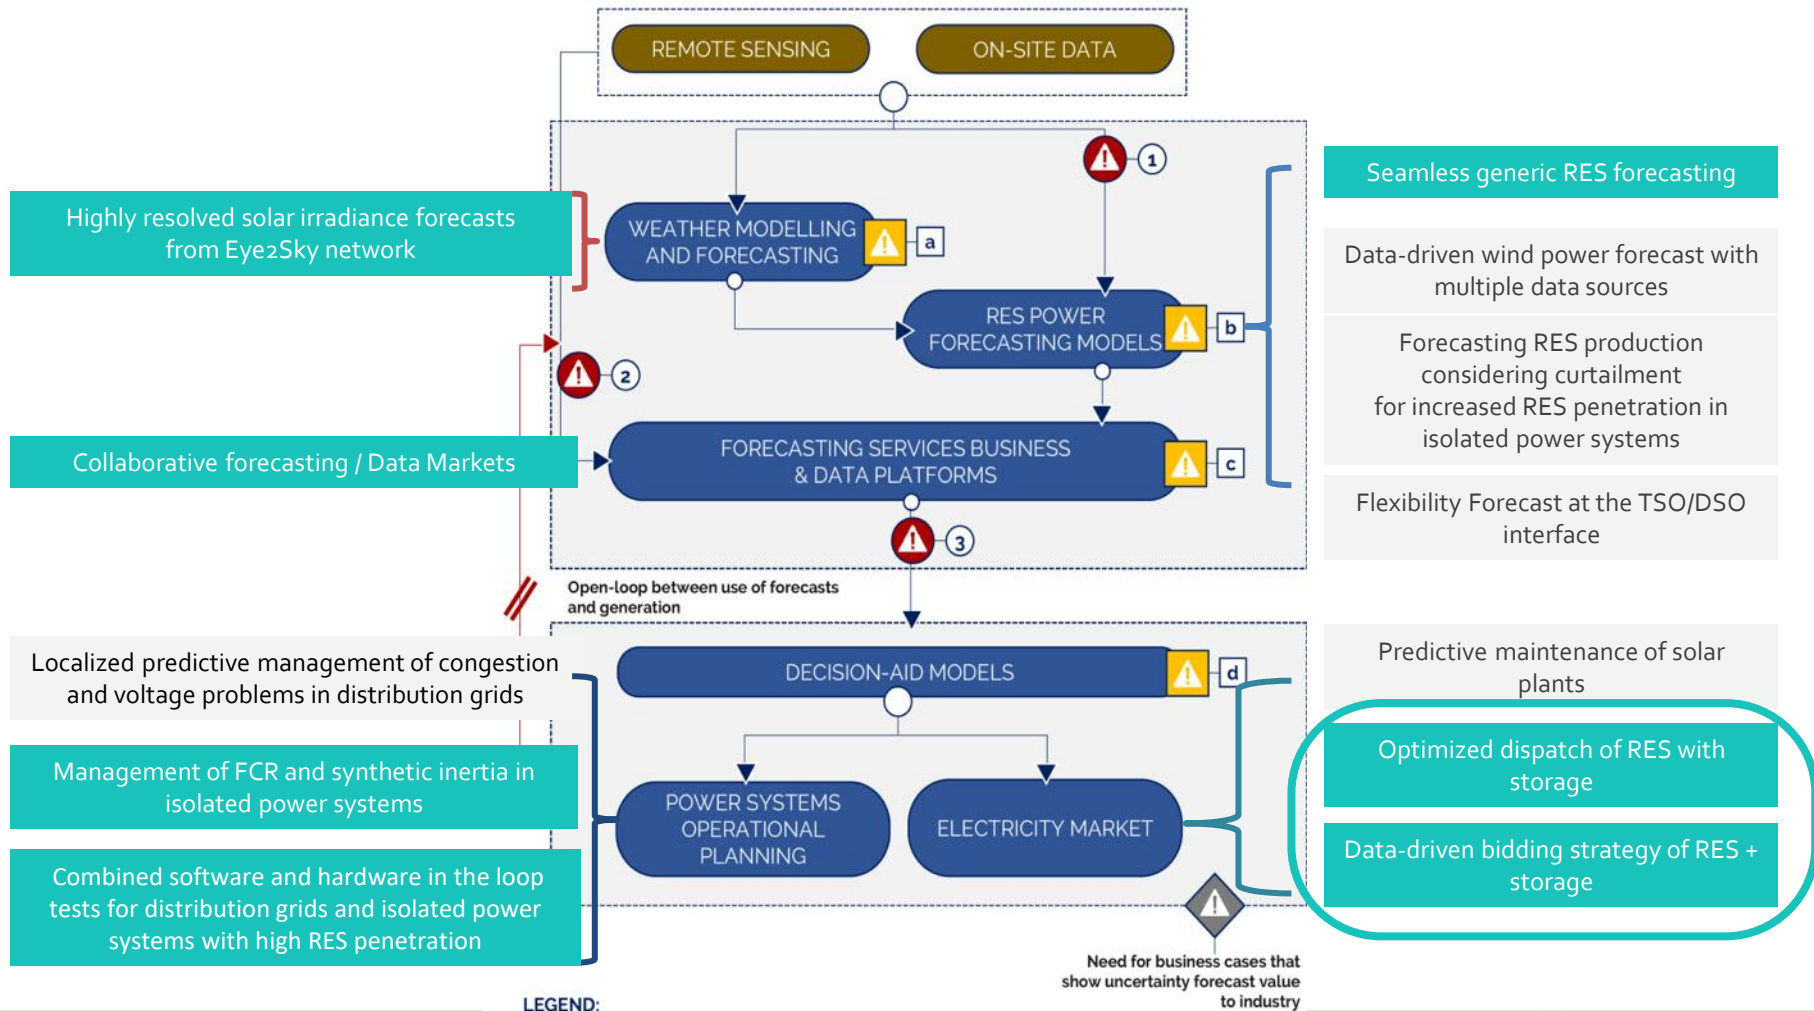 REMOTE SENSING
ON-SITE DATA
1
Seamless generic RES forecasting
Highly resolved solar irradiance forecasts
from Eye2Sky network
WEATHER MODELLING
AND FORECASTING
a
Data-driven wind power forecast with
multiple data sources
RES POWER
FORECASTING MODELS
b
Forecasting RES production
considering curtailment
for increased RES penetration in
isolated power systems
2
Collaborative forecasting / Data Markets
FORECASTING SERVICES BUSINESS
& DATA PLATFORMS
c
Flexibility Forecast at the TSO/DSO
interface
3
Open-loop between use of forecasts
and generation
Localized predictive management of congestion
and voltage problems in distribution grids
DECISION-AID MODELS
d
Predictive maintenance of solar
plants
Management of FCR and synthetic inertia in
isolated power systems
Optimized dispatch of RES with
storage
POWER SYSTEMS
OPERATIONAL
PLANNING
ELECTRICITY MARKET
Data-driven bidding strategy of RES +
storage
Combined software and hardware in the loop
tests for distribution grids and isolated power
systems with high RES penetration
Need for business cases that
show uncertainty forecast value
to industry
LEGEND: